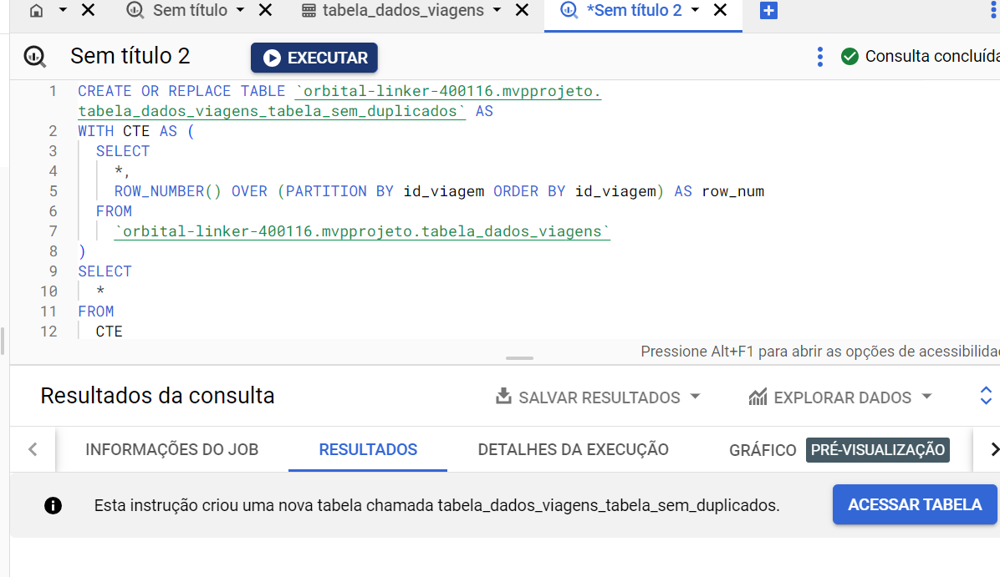 Sem título
tabela_dados_viagens
*Sem título 2
Sem título 2
EXECUTAR
Consulta concluída
1 CREATE OR REPLACE TABLE `orbital-linker-400116.mvpprojeto.
tabela_dados_viagens_tabela_sem_duplicados` AS
2 WITH CTE AS (
3 SELECT
4 *,
5 ROW_NUMBER() OVER (PARTITION BY id_viagem ORDER BY id_viagem) AS row_num
6 FROM
7 `orbital-linker-400116.mvpprojeto.tabela_dados_viagens`
8 )
9 SELECT
10 *
11 FROM
12 CTE
Pressione Alt+F1 para abrir as opções de acessibilida
Resultados da consulta
SALVAR RESULTADOS
EXPLORAR DADOS
INFORMAÇÕES DO JOB
RESULTADOS
DETALHES DA EXECUÇÃO
GRÁFICO
PRÉ-VISUALIZAÇÃO
Esta instrução criou uma nova tabela chamada tabela_dados_viagens_tabela_sem_duplicados.
ACESSAR TABELA